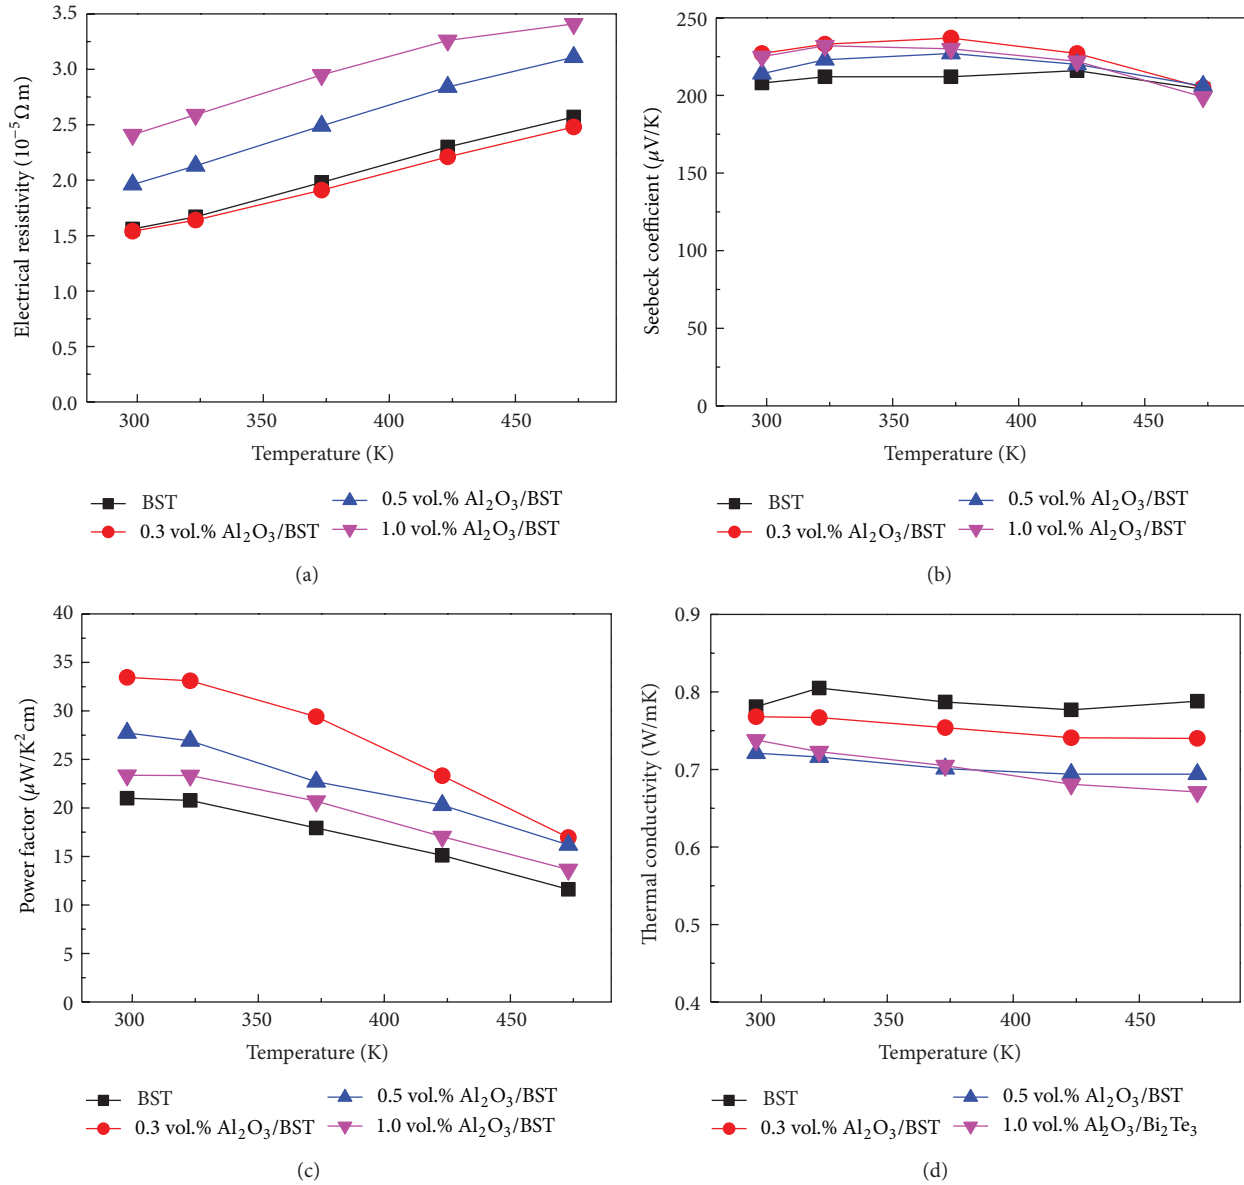 3.5
3.0
2.5
2.0
1.5
1.0
0.5
0.0
Electrical resistivity (10⁻⁵ Ω m)
300 350 400 450
Temperature (K)
BST
0.3 vol.% Al₂O₃/BST
0.5 vol.% Al₂O₃/BST
1.0 vol.% Al₂O₃/BST
(a)
250
200
150
100
50
0
Seebeck coefficient (μV/K)
300 350 400 450
Temperature (K)
BST
0.3 vol.% Al₂O₃/BST
0.5 vol.% Al₂O₃/BST
1.0 vol.% Al₂O₃/BST
(b)
40
35
30
25
20
15
10
5
0
Power factor (μW/K²cm)
300 350 400 450
Temperature (K)
BST
0.3 vol.% Al₂O₃/BST
0.5 vol.% Al₂O₃/BST
1.0 vol.% Al₂O₃/BST
(c)
0.9
0.8
0.7
0.6
0.5
0.4
Thermal conductivity (W/mK)
300 350 400 450
Temperature (K)
BST
0.3 vol.% Al₂O₃/BST
0.5 vol.% Al₂O₃/BST
1.0 vol.% Al₂O₃/Bi₂Te₃
(d)